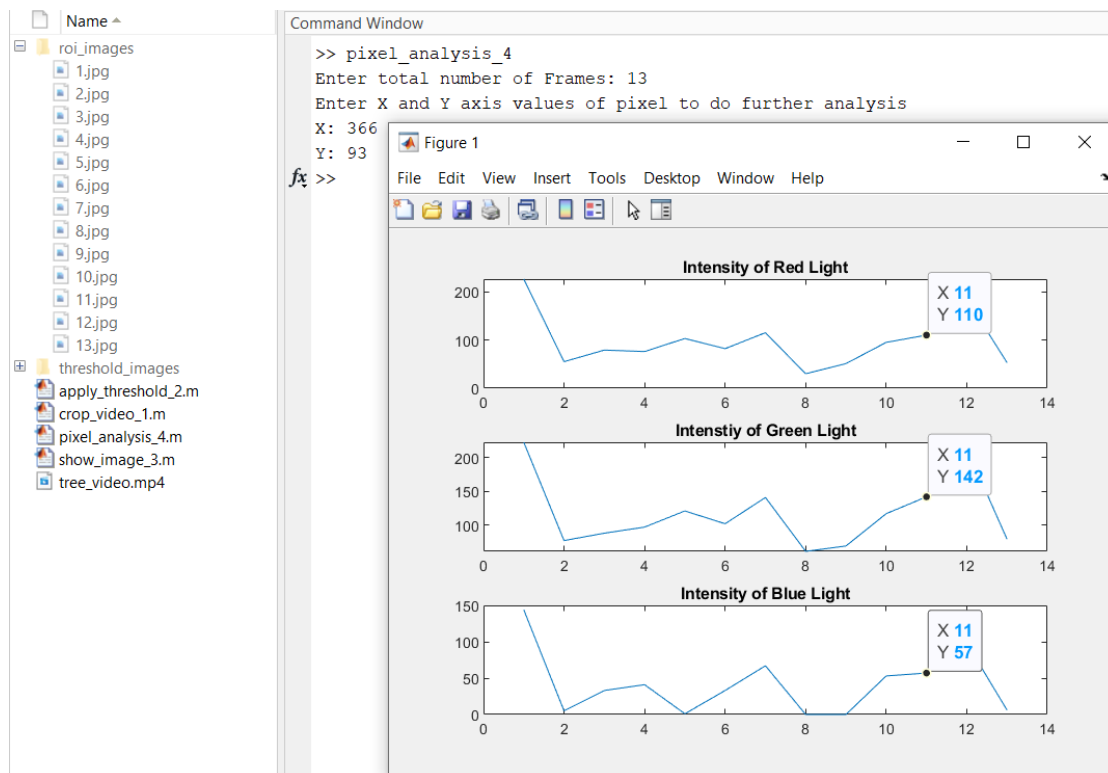 Name
roi_images
1.jpg
2.jpg
3.jpg
4.jpg
5.jpg
6.jpg
7.jpg
8.jpg
9.jpg
10.jpg
11.jpg
12.jpg
13.jpg
threshold_images
apply_threshold_2.m
crop_video_1.m
pixel_analysis_4.m
show_image_3.m
tree_video.mp4
Command Window
>> pixel_analysis_4
Enter total number of Frames: 13
Enter X and Y axis values of pixel to do further analysis
X: 366
Y: 93
fx >>
Figure 1
File Edit View Insert Tools Desktop Window Help
Intensity of Red Light
X 11
Y 110
200
100
0
0 2 4 6 8 10 12 14
Intenstiy of Green Light
X 11
Y 142
200
150
100
0 2 4 6 8 10 12 14
Intensity of Blue Light
X 11
Y 57
150
100
50
0
0 2 4 6 8 10 12 14